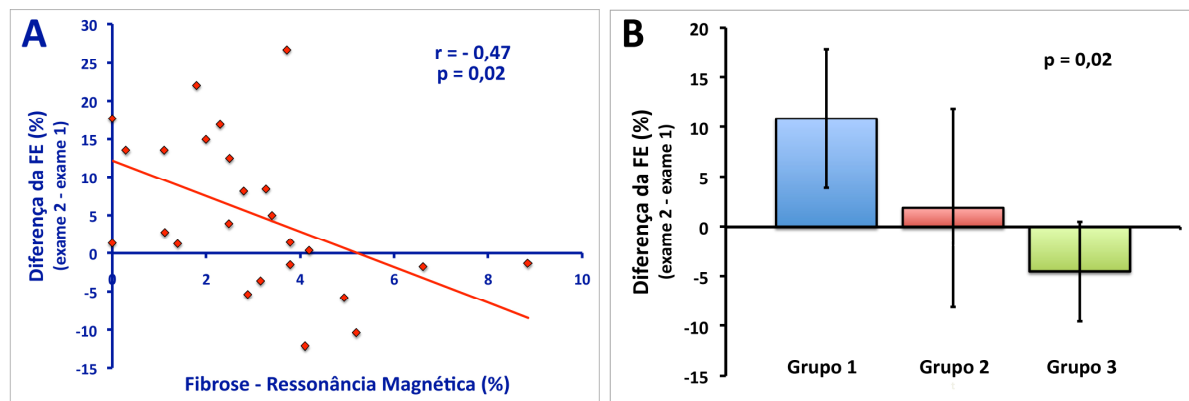 A
r = - 0,47
p = 0,02
Diferença da FE (%)
(exame 2 - exame 1)
30
25
20
15
10
5
0
-5
-10
-15
0
2
4
6
8
10
Fibrose - Ressonância Magnética (%)
B
p = 0,02
Diferença da FE (%)
(exame 2 - exame 1)
20
15
10
5
0
-5
-10
-15
Grupo 1
Grupo 2
Grupo 3